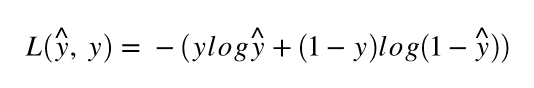 L(ŷ, y) = − (ylogŷ + (1 − y)log(1 − ŷ))